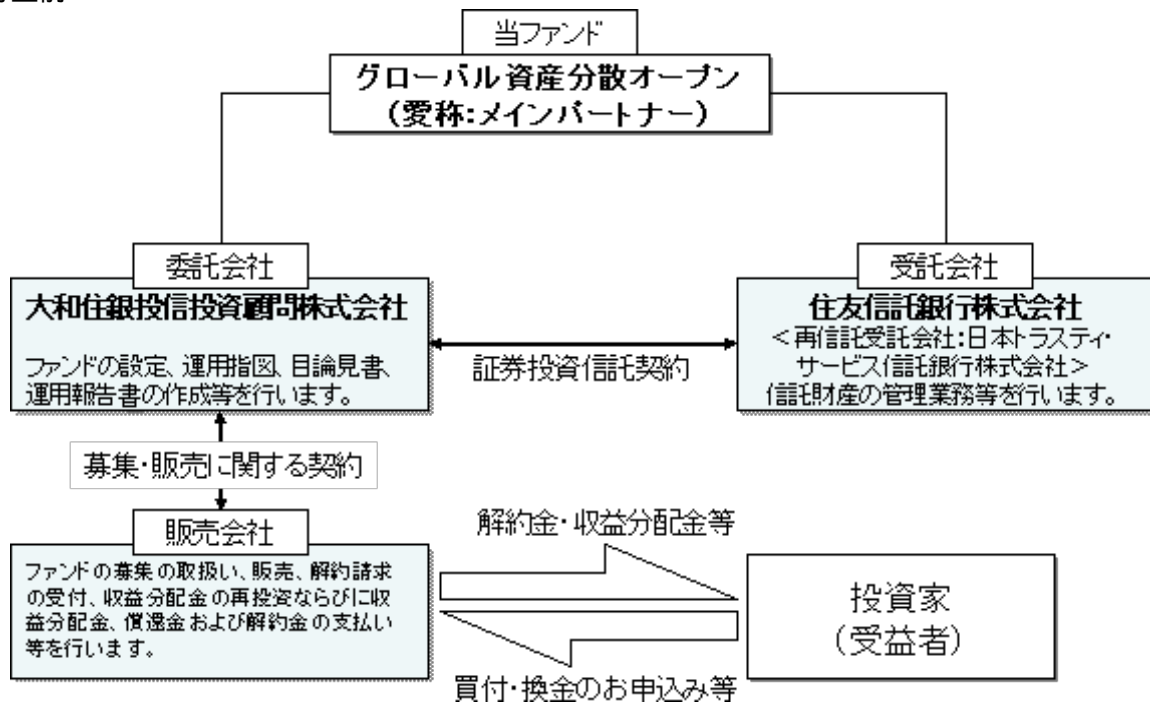 当ファンド
グローバル資産分散オープン
（愛称：メインパートナー）
委託会社
大和住銀投信投資顧問株式会社
ファンドの設定、運用指図、目論見書、
運用報告書の作成等を行います。
証券投資信託契約
受託会社
住友信託銀行株式会社
＜再信託受託会社：日本トラスティ・
サービス信託銀行株式会社＞
信託財産の管理業務等を行います。
募集・販売に関する契約
販売会社
ファンドの募集の取扱い、販売、解約請求
の受付、収益分配金の再投資ならびに収
益分配金、償還金および解約金の支払い
等を行います。
解約金・収益分配金等
買付・換金のお申込み等
投資家
（受益者）